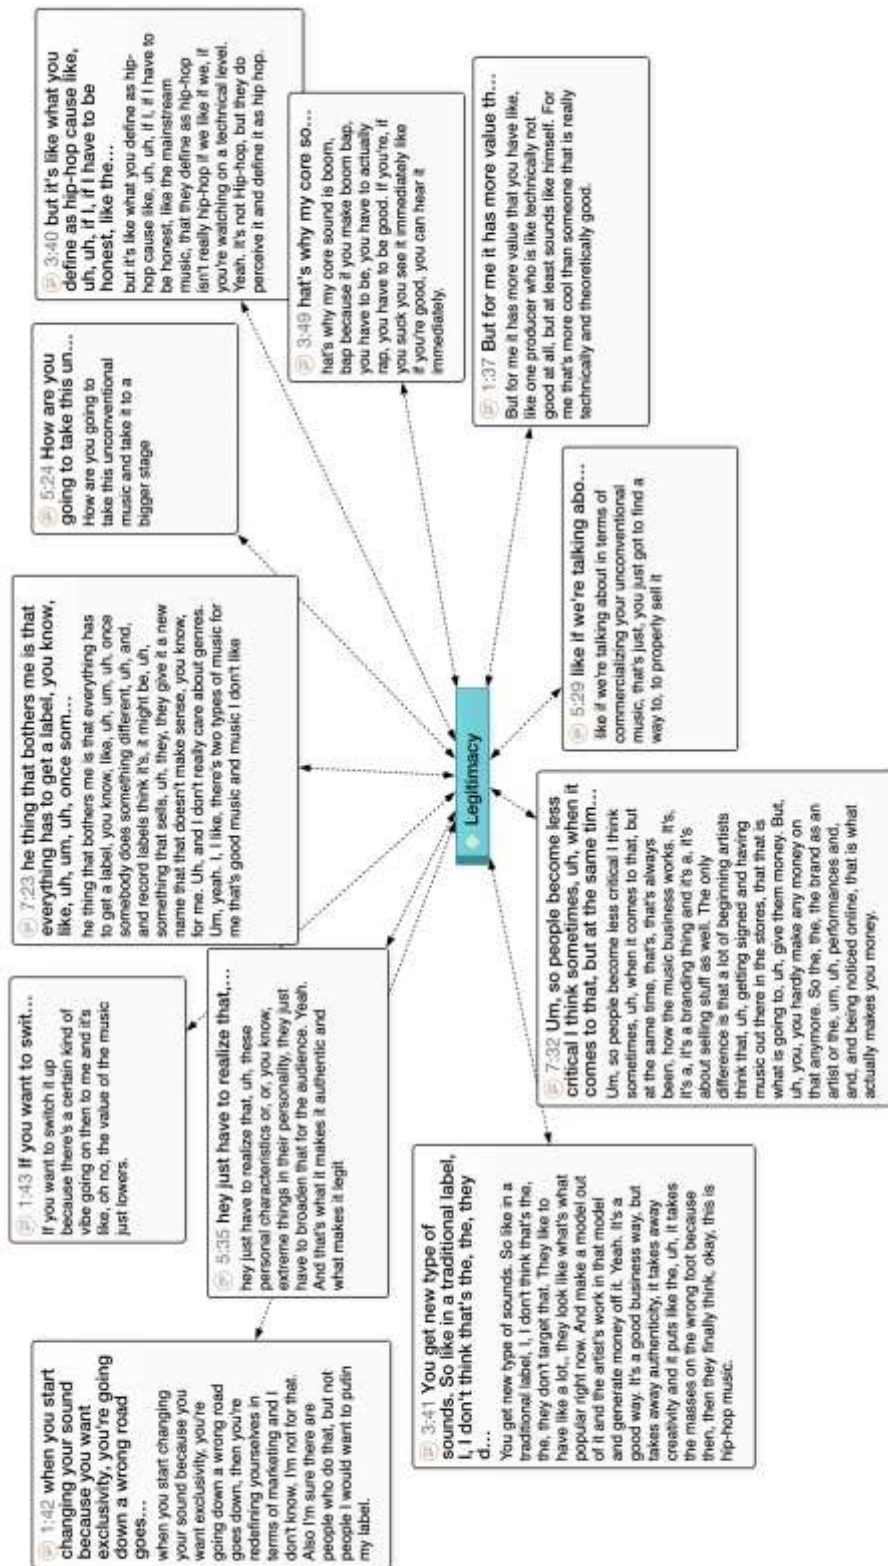 1:42 when you start
changing your sound
because you want
exclusivity, you're going
down a wrong road
goes...
when you start changing
your sound because you
want exclusivity, you're
going down a wrong road
goes down, then you're
redefining yourselves in
terms of marketing and I
don't know, I'm not for that.
Also I'm sure there are
people who do that, but not
people I would want to putin
my label.
1:43 If you want to swit...
If you want to switch it up
because there's a certain kind of
vibe going on then to me and it's
like, oh no, the value of the music
just lowers.
7:23 he thing that bothers me is that
everything has to get a label, you know,
like, uh, um, uh, once som...
he thing that bothers me is that everything has
to get a label, you know, like, uh, um, uh, once
somebody does something different, uh, and,
and record labels think it's, it might be, uh,
something that sells, uh, they, they give it a new
name that that doesn't make sense, you know,
for me. Uh, and I don't really care about genres.
Um, yeah. I, I like, there's two types of music for
me that's good music and music I don't like
5:24 How are you
going to take this un...
How are you going to
take this unconventional
music and take it to a
bigger stage
3:40 but it's like what you
define as hip-hop cause like,
uh, uh, if I, if I have to be
honest, like the...
but it's like what you define as hip-
hop cause like, uh, uh, if I, if I have to
be honest, like the mainstream
music, that they define as hip-hop
isn't really hip-hop if we like if we, if
you're watching on a technical level.
Yeah. It's not Hip-hop, but they do
perceive it and define it as hip hop.
5:35 hey just have to realize that,...
hey just have to realize that, uh, these
personal characteristics or, or, you know,
extreme things in their personality, they just
have to broaden that for the audience. Yeah.
And that's what it makes it authentic and
what makes it legit
3:49 hat's why my core so...
hat's why my core sound is boom,
bap because if you make boom bap,
you have to be, you have to actually
rap, you have to be good. If you're, if
you suck you see it immediately like
if you're good, you can hear it
immediately.
Legitimacy
3:41 You get new type of
sounds. So like in a traditional label,
I, I don't think that's the, the, they
d...
You get new type of sounds. So like in a
traditional label, I, I don't think that's the,
the, they don't target that. They like to
have like a lot,, they look like what's what
popular right now. And make a model out
of it and the artist's work in that model
and generate money off it. Yeah. It's a
good way. It's a good business way, but
takes away authenticity, it takes away
creativity and it puts like the, uh, it takes
the masses on the wrong foot because
then, then they finally think, okay, this is
hip-hop music.
7:32 Um, so people become less
critical I think sometimes, uh, when it
comes to that, but at the same tim...
Um, so people become less critical I think
sometimes, uh, when it comes to that, but
at the same time, that's, that's always
been, how the music business works. It's,
it's a, it's a branding thing and it's a, it's
about selling stuff as well. The only
difference is that a lot of beginning artists
think that, uh, getting signed and having
music out there in the stores, that that is
what is going to, uh, give them money. But,
uh, you, you hardly make any money on
that anymore. So the, the, the brand as an
artist or the, um, uh, performances and,
and, and being noticed online, that is what
actually makes you money.
5:29 like if we're talking abo...
like if we're talking about in terms of
commercializing your unconventional
music, that's just, you just got to find a
way to, to properly sell it
1:37 But for me it has more value th...
But for me it has more value that you have like,
like one producer who is like technically not
good at all, but at least sounds like himself. For
me that's more cool than someone that is really
technically and theoretically good.